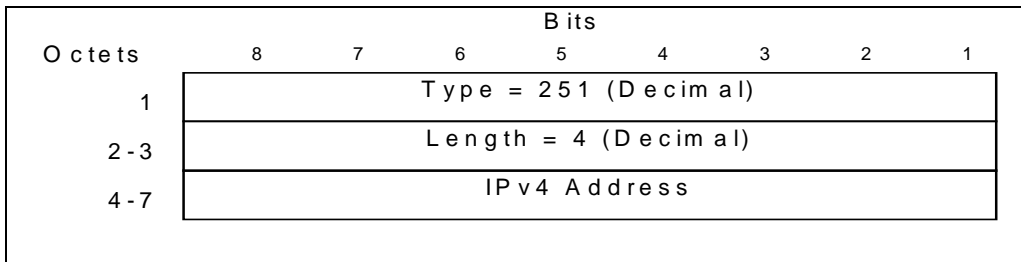 Bits
Octets 8 7 6 5 4 3 2 1
1 Type = 251 (Decimal)
2-3 Length = 4 (Decimal)
4-7 IPv4 Address